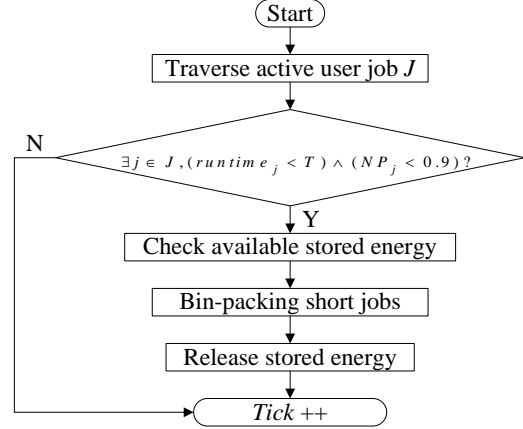 Start
Traverse active user job J
N
∃j ∈ J , (runtime_j < T) ∧ (NP_j < 0.9) ?
Y
Check available stored energy
Bin-packing short jobs
Release stored energy
Tick ++